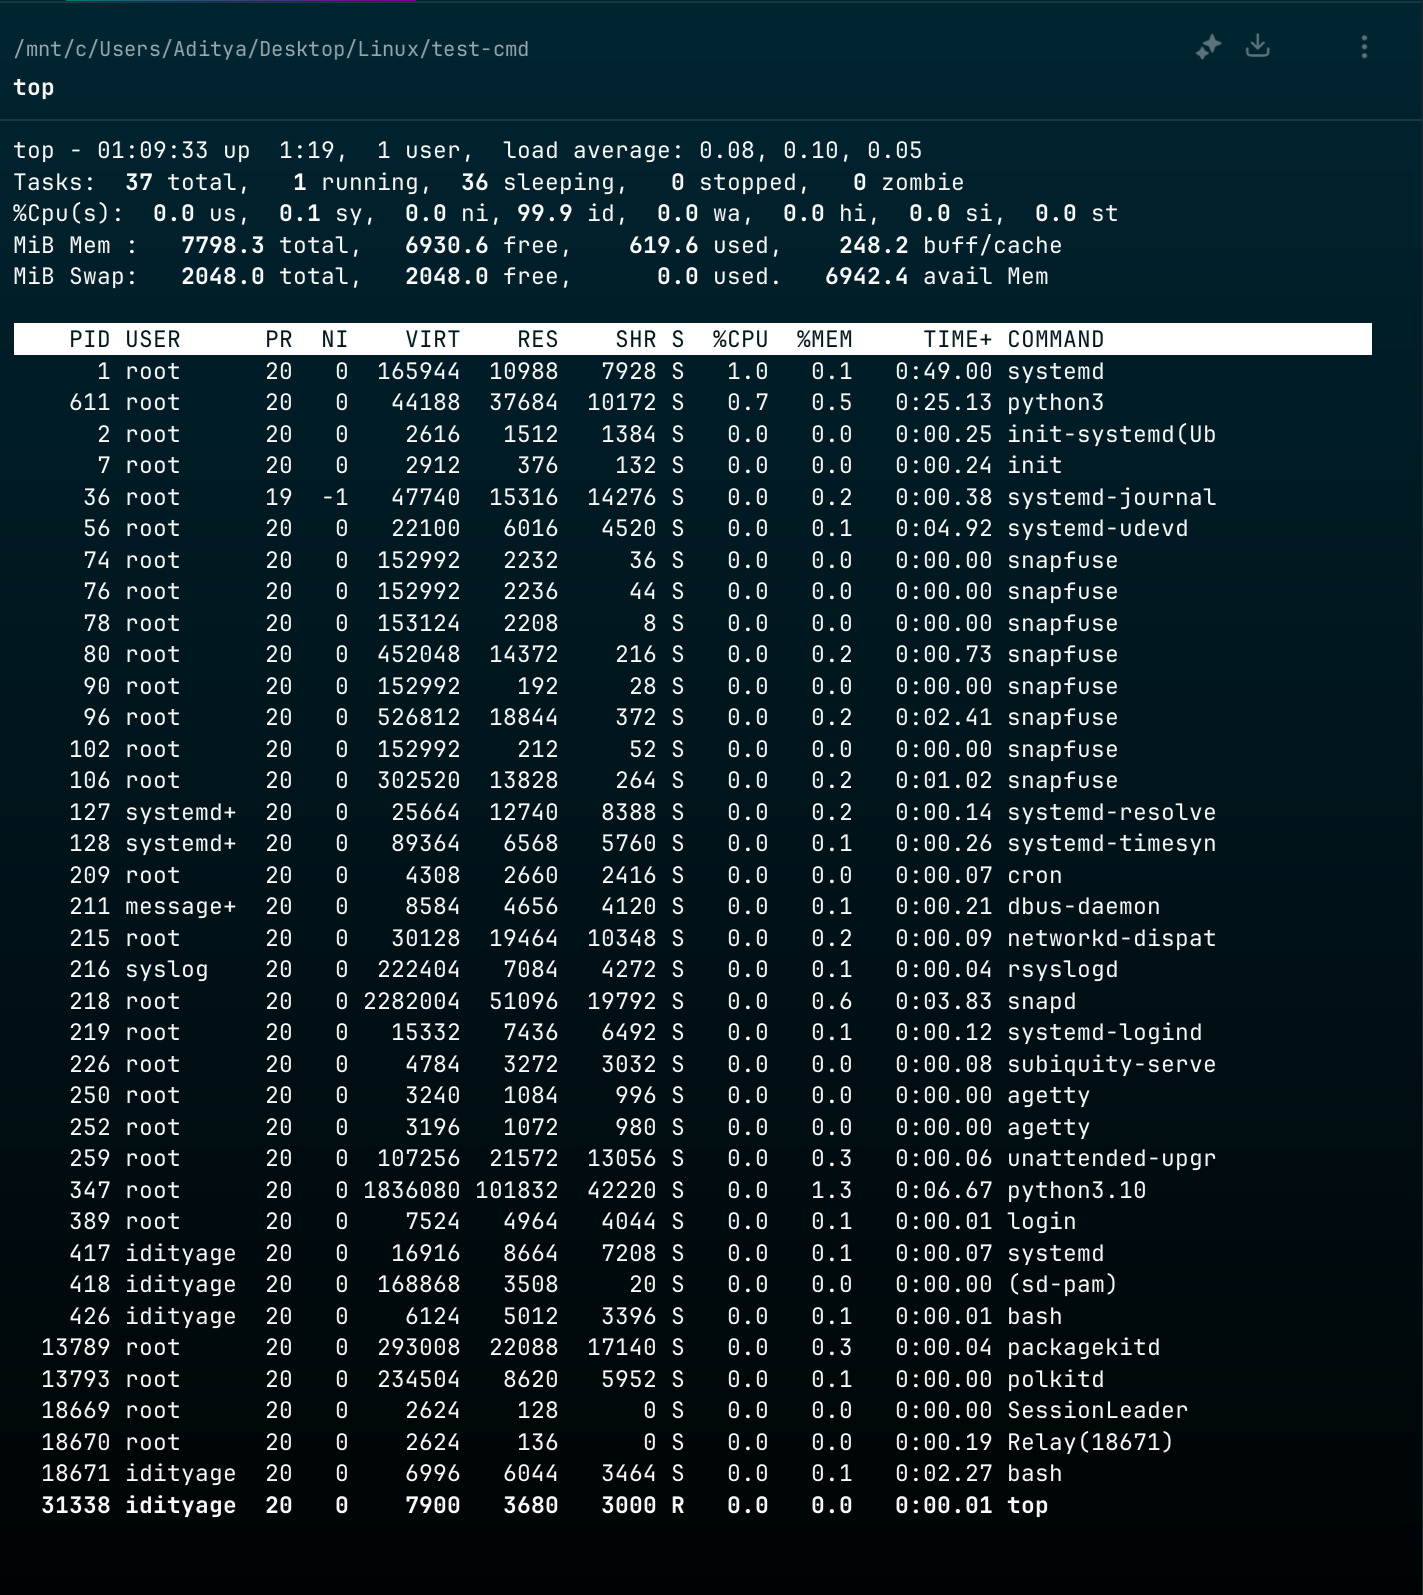 /mnt/c/Users/Aditya/Desktop/Linux/test-cmd
top
top - 01:09:33 up  1:19,  1 user,  load average: 0.08, 0.10, 0.05
Tasks:  37 total,   1 running,  36 sleeping,   0 stopped,   0 zombie
%Cpu(s):  0.0 us,  0.1 sy,  0.0 ni, 99.9 id,  0.0 wa,  0.0 hi,  0.0 si,  0.0 st
MiB Mem :   7798.3 total,   6930.6 free,    619.6 used,    248.2 buff/cache
MiB Swap:   2048.0 total,   2048.0 free,      0.0 used.   6942.4 avail Mem
PID USER      PR  NI    VIRT    RES    SHR S  %CPU  %MEM     TIME+ COMMAND
1 root      20   0  165944  10988   7928 S   1.0   0.1   0:49.00 systemd
611 root      20   0   44188  37684  10172 S   0.7   0.5   0:25.13 python3
2 root      20   0    2616   1512   1384 S   0.0   0.0   0:00.25 init-systemd(Ub
7 root      20   0    2912    376    132 S   0.0   0.0   0:00.24 init
36 root      19  -1   47740  15316  14276 S   0.0   0.2   0:00.38 systemd-journal
56 root      20   0   22100   6016   4520 S   0.0   0.1   0:04.92 systemd-udevd
74 root      20   0  152992   2232     36 S   0.0   0.0   0:00.00 snapfuse
76 root      20   0  152992   2236     44 S   0.0   0.0   0:00.00 snapfuse
78 root      20   0  153124   2208      8 S   0.0   0.0   0:00.00 snapfuse
80 root      20   0  452048  14372    216 S   0.0   0.2   0:00.73 snapfuse
90 root      20   0  152992    192     28 S   0.0   0.0   0:00.00 snapfuse
96 root      20   0  526812  18844    372 S   0.0   0.2   0:02.41 snapfuse
102 root      20   0  152992    212     52 S   0.0   0.0   0:00.00 snapfuse
106 root      20   0  302520  13828    264 S   0.0   0.2   0:01.02 snapfuse
127 systemd+  20   0   25664  12740   8388 S   0.0   0.2   0:00.14 systemd-resolve
128 systemd+  20   0   89364   6568   5760 S   0.0   0.1   0:00.26 systemd-timesyn
209 root      20   0    4308   2660   2416 S   0.0   0.0   0:00.07 cron
211 message+  20   0    8584   4656   4120 S   0.0   0.1   0:00.21 dbus-daemon
215 root      20   0   30128  19464  10348 S   0.0   0.2   0:00.09 networkd-dispat
216 syslog    20   0  222404   7084   4272 S   0.0   0.1   0:00.04 rsyslogd
218 root      20   0 2282004  51096  19792 S   0.0   0.6   0:03.83 snapd
219 root      20   0   15332   7436   6492 S   0.0   0.1   0:00.12 systemd-logind
226 root      20   0    4784   3272   3032 S   0.0   0.0   0:00.08 subiquity-serve
250 root      20   0    3240   1084    996 S   0.0   0.0   0:00.00 agetty
252 root      20   0    3196   1072    980 S   0.0   0.0   0:00.00 agetty
259 root      20   0  107256  21572  13056 S   0.0   0.3   0:00.06 unattended-upgr
347 root      20   0 1836080 101832  42220 S   0.0   1.3   0:06.67 python3.10
389 root      20   0    7524   4964   4044 S   0.0   0.1   0:00.01 login
417 idityage  20   0   16916   8664   7208 S   0.0   0.1   0:00.07 systemd
418 idityage  20   0  168868   3508     20 S   0.0   0.0   0:00.00 (sd-pam)
426 idityage  20   0    6124   5012   3396 S   0.0   0.1   0:00.01 bash
13789 root      20   0  293008  22088  17140 S   0.0   0.3   0:00.04 packagekitd
13793 root      20   0  234504   8620   5952 S   0.0   0.1   0:00.00 polkitd
18669 root      20   0    2624    128      0 S   0.0   0.0   0:00.00 SessionLeader
18670 root      20   0    2624    136      0 S   0.0   0.0   0:00.19 Relay(18671)
18671 idityage  20   0    6996   6044   3464 S   0.0   0.1   0:02.27 bash
31338 idityage  20   0    7900   3680   3000 R   0.0   0.0   0:00.01 top